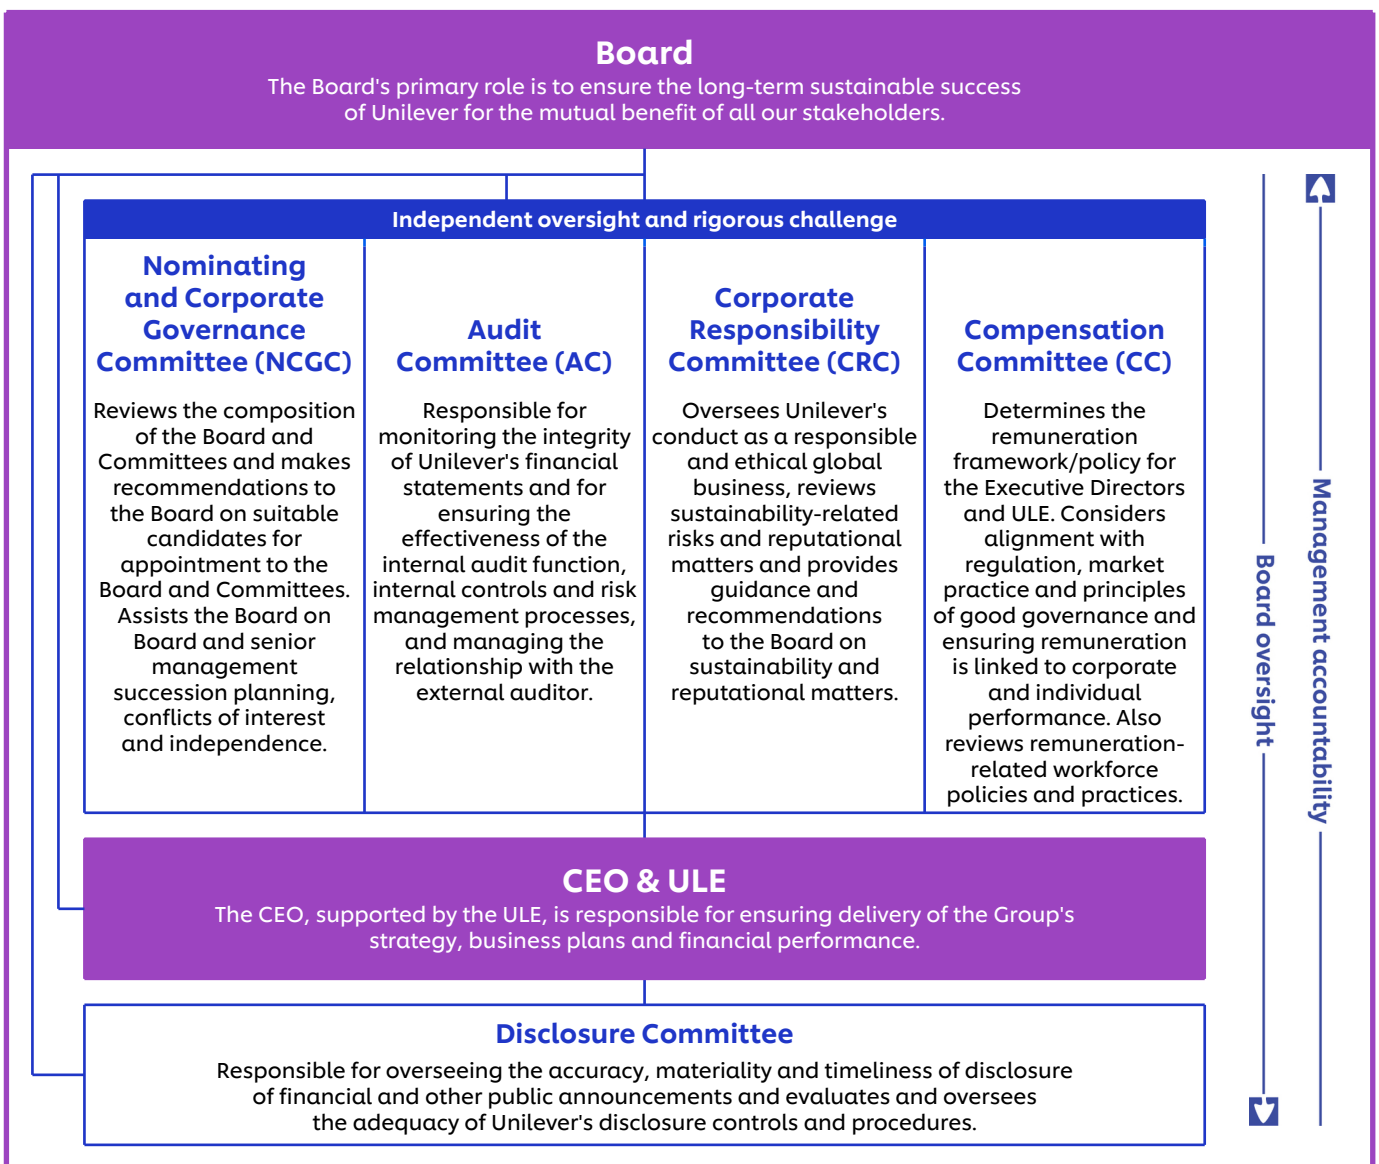 Board
The Board's primary role is to ensure the long-term sustainable success
of Unilever for the mutual benefit of all our stakeholders.
Independent oversight and rigorous challenge
Nominating
and Corporate
Governance
Committee (NCGC)
Reviews the composition
of the Board and
Committees and makes
recommendations to
the Board on suitable
candidates for
appointment to the
Board and Committees.
Assists the Board on
Board and senior
management
succession planning,
conflicts of interest
and independence.
Audit
Committee (AC)
Responsible for
monitoring the integrity
of Unilever's financial
statements and for
ensuring the
effectiveness of the
internal audit function,
internal controls and risk
management processes,
and managing the
relationship with the
external auditor.
Corporate
Responsibility
Committee (CRC)
Oversees Unilever's
conduct as a responsible
and ethical global
business, reviews
sustainability-related
risks and reputational
matters and provides
guidance and
recommendations
to the Board on
sustainability and
reputational matters.
Compensation
Committee (CC)
Determines the
remuneration
framework/policy for
the Executive Directors
and ULE. Considers
alignment with
regulation, market
practice and principles
of good governance and
ensuring remuneration
is linked to corporate
and individual
performance. Also
reviews remuneration-
related workforce
policies and practices.
Board oversight
Management accountability
CEO & ULE
The CEO, supported by the ULE, is responsible for ensuring delivery of the Group's
strategy, business plans and financial performance.
Disclosure Committee
Responsible for overseeing the accuracy, materiality and timeliness of disclosure
of financial and other public announcements and evaluates and oversees
the adequacy of Unilever's disclosure controls and procedures.